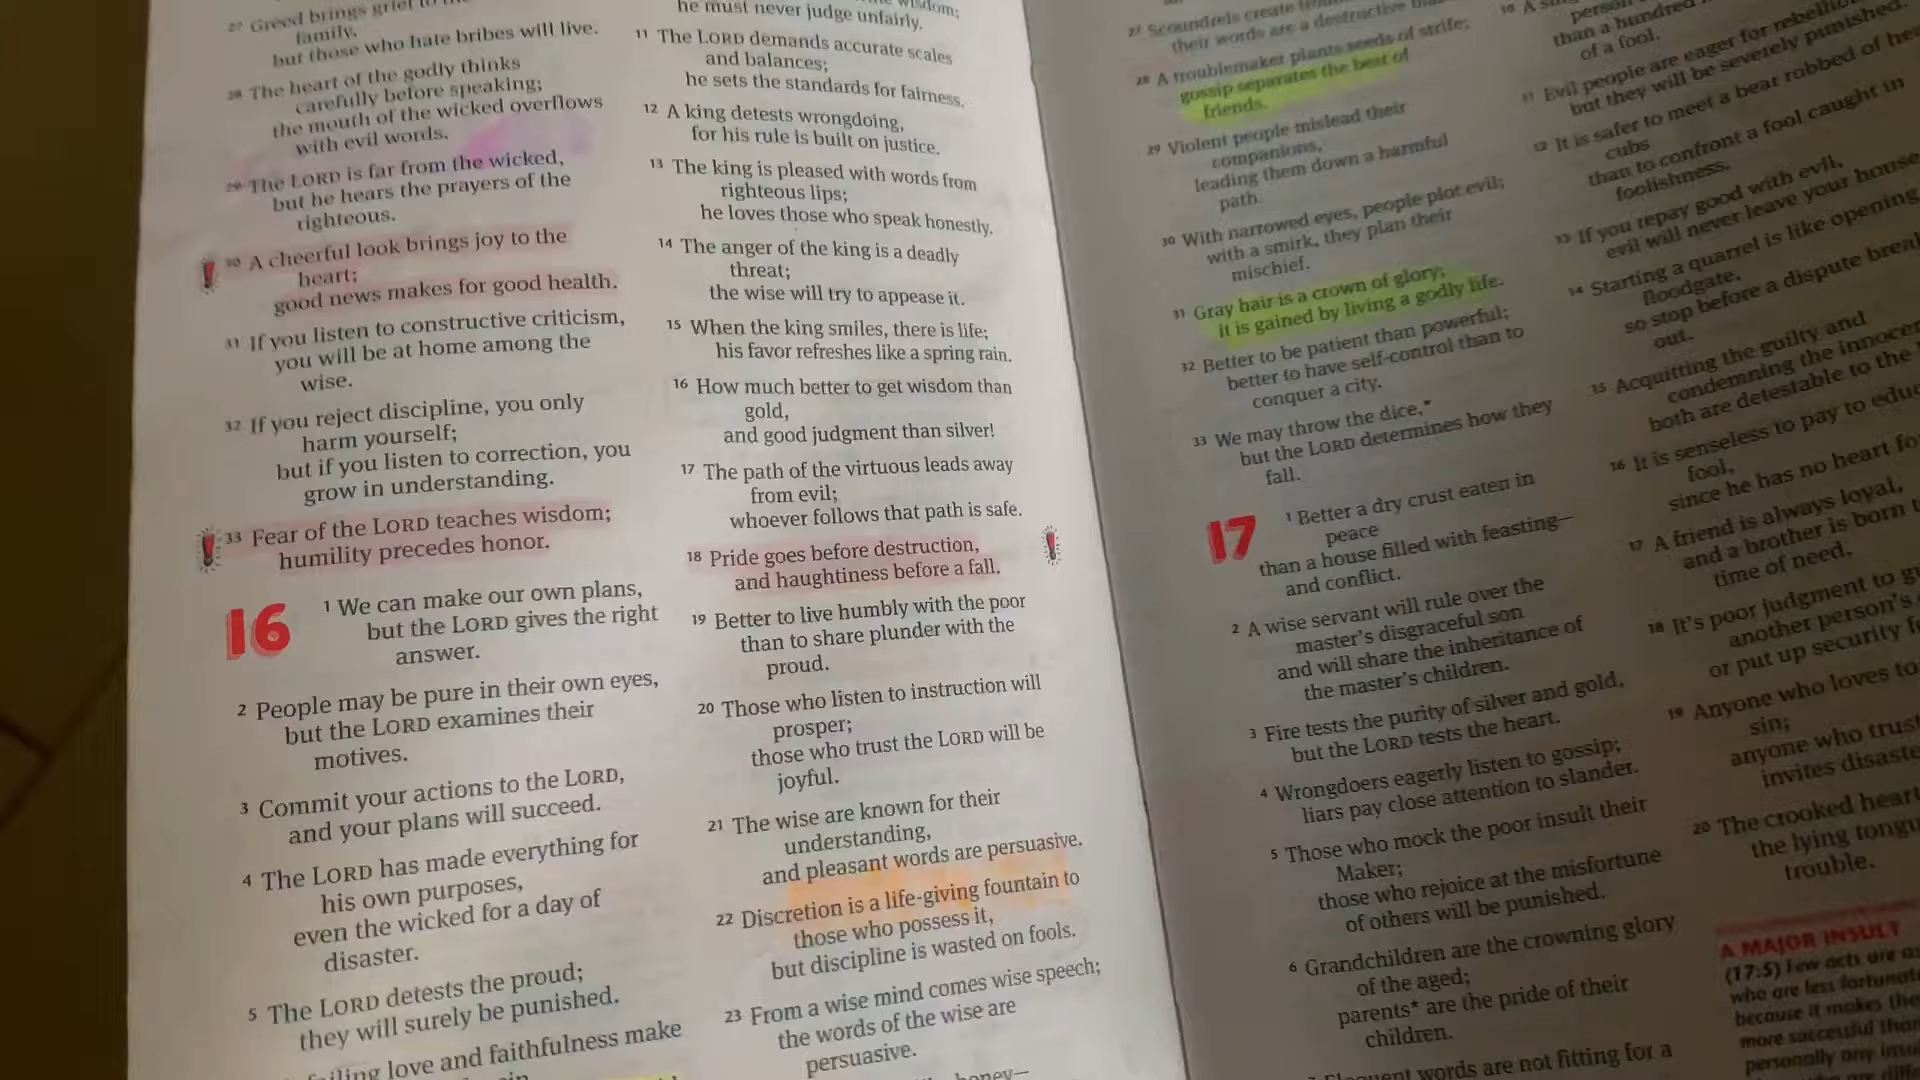 27 Greed brings grief to the
family,
but those who hate bribes will live.
28 The heart of the godly thinks
carefully before speaking;
the mouth of the wicked overflows
with evil words.
29 The LORD is far from the wicked,
but he hears the prayers of the
righteous.
30 A cheerful look brings joy to the
heart;
good news makes for good health.
31 If you listen to constructive criticism,
you will be at home among the
wise.
32 If you reject discipline, you only
harm yourself;
but if you listen to correction, you
grow in understanding.
33 Fear of the LORD teaches wisdom;
humility precedes honor.
16
1 We can make our own plans,
but the LORD gives the right
answer.
2 People may be pure in their own eyes,
but the LORD examines their
motives.
3 Commit your actions to the LORD,
and your plans will succeed.
4 The LORD has made everything for
his own purposes,
even the wicked for a day of
disaster.
5 The LORD detests the proud;
they will surely be punished.
failing love and faithfulness make
wisdom;
he must never judge unfairly.
11 The LORD demands accurate scales
and balances;
he sets the standards for fairness.
12 A king detests wrongdoing,
for his rule is built on justice.
13 The king is pleased with words from
righteous lips;
he loves those who speak honestly.
14 The anger of the king is a deadly
threat;
the wise will try to appease it.
15 When the king smiles, there is life;
his favor refreshes like a spring rain.
16 How much better to get wisdom than
gold,
and good judgment than silver!
17 The path of the virtuous leads away
from evil;
whoever follows that path is safe.
18 Pride goes before destruction,
and haughtiness before a fall.
19 Better to live humbly with the poor
than to share plunder with the
proud.
20 Those who listen to instruction will
prosper;
those who trust the LORD will be
joyful.
21 The wise are known for their
understanding,
and pleasant words are persuasive.
22 Discretion is a life-giving fountain to
those who possess it,
but discipline is wasted on fools.
23 From a wise mind comes wise speech;
the words of the wise are
persuasive.
honey—
27 Scoundrels create
their words are a destructive
28 A troublemaker plants seeds of strife;
gossip separates the best of
friends.
29 Violent people mislead their
companions,
leading them down a harmful
path.
30 With narrowed eyes, people plot evil;
with a smirk, they plan their
mischief.
31 Gray hair is a crown of glory;
it is gained by living a godly life.
32 Better to be patient than powerful;
better to have self-control than to
conquer a city.
33 We may throw the dice,*
but the LORD determines how they
fall.
17
1 Better a dry crust eaten in
peace
than a house filled with feasting—
and conflict.
2 A wise servant will rule over the
master's disgraceful son
and will share the inheritance of
the master's children.
3 Fire tests the purity of silver and gold,
but the LORD tests the heart.
4 Wrongdoers eagerly listen to gossip;
liars pay close attention to slander.
5 Those who mock the poor insult their
Maker;
those who rejoice at the misfortune
of others will be punished.
6 Grandchildren are the crowning glory
of the aged;
parents* are the pride of their
children.
words are not fitting for a
10 A
person
than a hundred
of a fool.
11 Evil people are eager for rebellion,
but they will be severely punished.
12 It is safer to meet a bear robbed of her
cubs
than to confront a fool caught in
foolishness.
13 If you repay good with evil,
evil will never leave your house
14 Starting a quarrel is like opening
floodgate,
so stop before a dispute breaks
out.
15 Acquitting the guilty and
condemning the innocent
both are detestable to the
16 It is senseless to pay to
fool,
since he has no heart
17 A friend is always loyal,
and a brother is born
time of need.
18 It's poor judgment to
another person's
or put up security
19 Anyone who loves to
sin;
anyone who
invites
20 The crooked heart
the lying
trouble.
A MAJOR INSULT
(17:5) Few acts are as
who are less fortunate
because it makes
more successful than
personally any